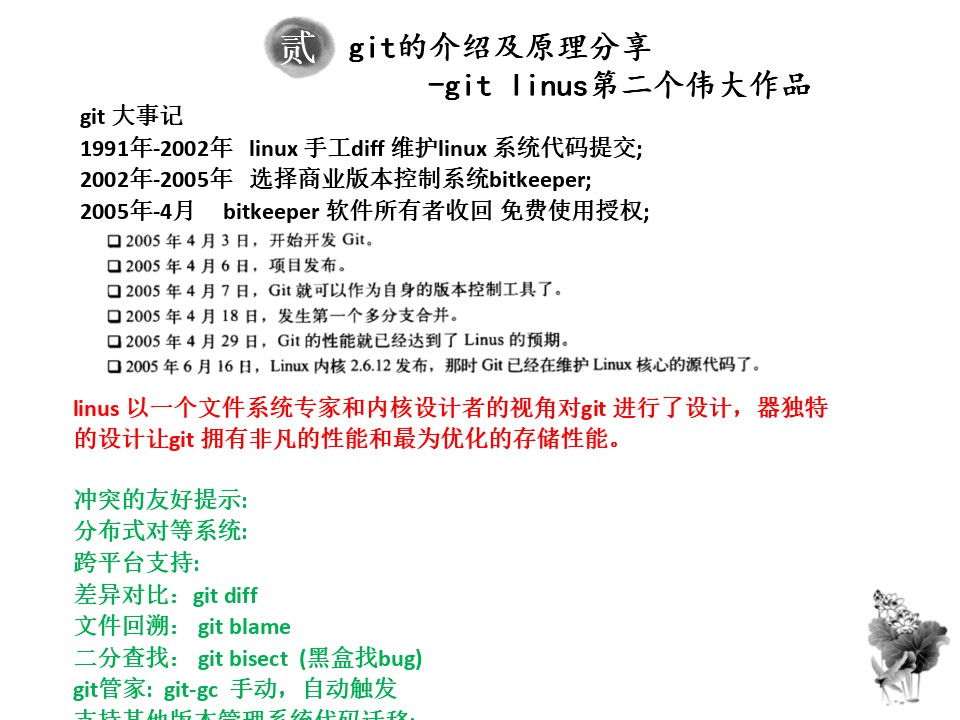 贰
git的介绍及原理分享
-git linus第二个伟大作品
git 大事记
1991年-2002年 linux 手工diff 维护linux 系统代码提交;
2002年-2005年 选择商业版本控制系统bitkeeper;
2005年-4月 bitkeeper 软件所有者收回 免费使用授权;
❑ 2005 年 4 月 3 日，开始开发 Git。
❑ 2005 年 4 月 6 日，项目发布。
❑ 2005 年 4 月 7 日，Git 就可以作为自身的版本控制工具了。
❑ 2005 年 4 月 18 日，发生第一个多分支合并。
❑ 2005 年 4 月 29 日，Git 的性能就已经达到了 Linus 的预期。
❑ 2005 年 6 月 16 日，Linux 内核 2.6.12 发布，那时 Git 已经在维护 Linux 核心的源代码了。
linus 以一个文件系统专家和内核设计者的视角对git 进行了设计，器独特
的设计让git 拥有非凡的性能和最为优化的存储性能。
冲突的友好提示:
分布式对等系统:
跨平台支持:
差异对比：git diff
文件回溯： git blame
二分查找： git bisect (黑盒找bug)
git管家: git-gc 手动，自动触发
支持其他版本管理系统代码迁移: